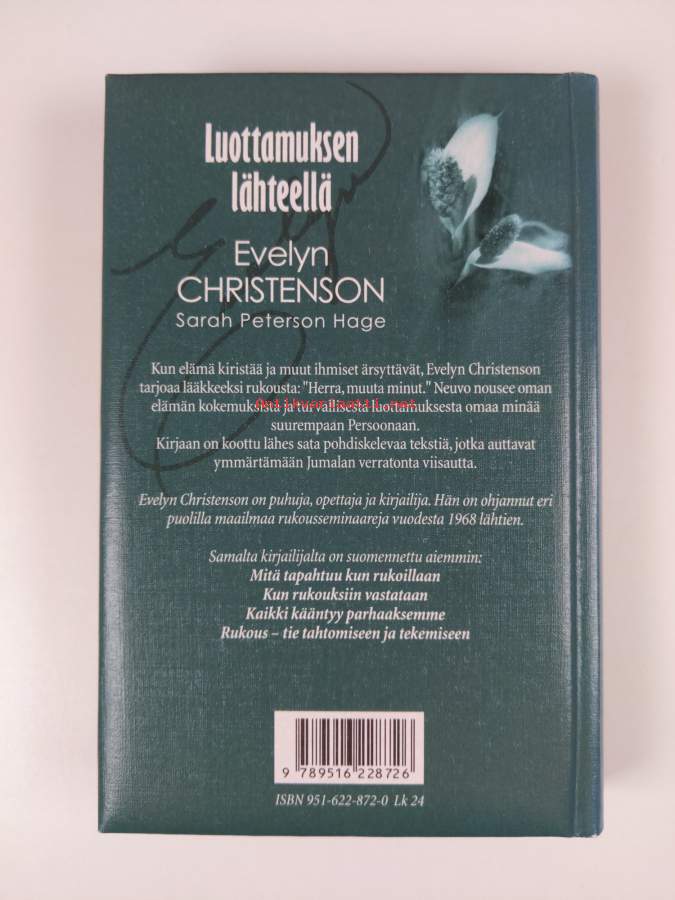 Luottamuksen
lähteellä
Evelyn
CHRISTENSON
Sarah Peterson Hage
Kun elämä kiristää ja muut ihmiset ärsyttävät, Evelyn Christenson
tarjoaa lääkkeeksi rukousta: "Herra, muuta minut." Neuvo nousee oman
elämän kokemuksista ja turvallisesta luottamuksesta omaa minää
suurempaan Persoonaan.
Kirjaan on koottu lähes sata pohdiskelevaa tekstiä, jotka auttavat
ymmärtämään Jumalan verratonta viisautta.
Evelyn Christenson on puhuja, opettaja ja kirjailija. Hän on ohjannut eri
puolilla maailmaa rukousseminaareja vuodesta 1968 lähtien.
Samalta kirjailijalta on suomennettu aiemmin:
Mitä tapahtuu kun rukoillaan
Kun rukouksiin vastataan
Kaikki kääntyy parhaaksemme
Rukous – tie tahtomiseen ja tekemiseen
9 789516 228726
ISBN 951-622-872-0 Lk 24